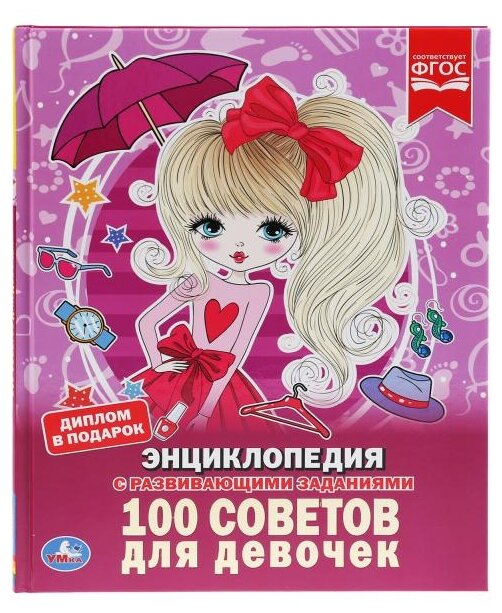 соответствует
ФГОС
ДИПЛОМ
В ПОДАРОК
ЭНЦИКЛОПЕДИЯ
С РАЗВИВАЮЩИМИ ЗАДАНИЯМИ
100 СОВЕТОВ
для девочек
УМка